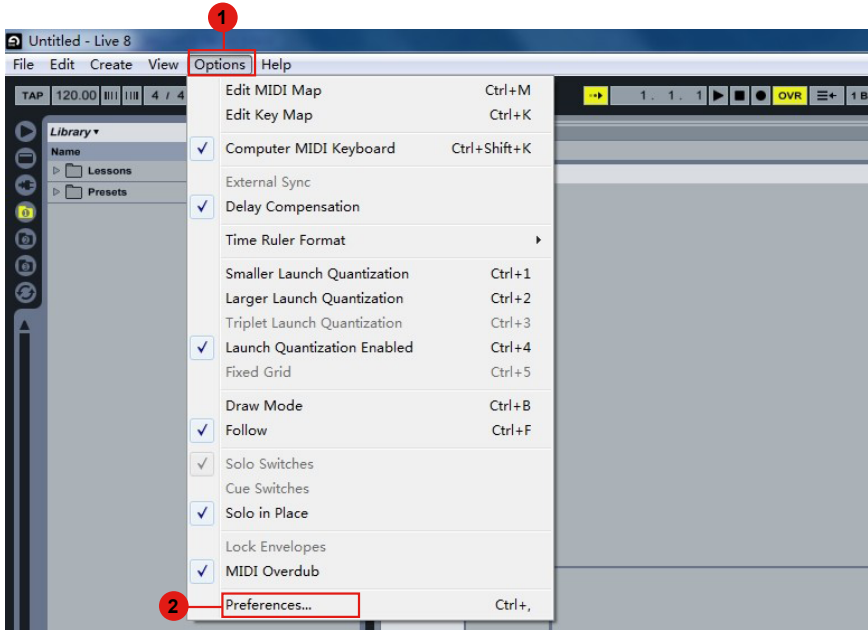 1
Untitled - Live 8
File Edit Create View Options Help
TAP 120.00 4 / 4 1. 1. 1 OVR 1 B
Library
Name
Lessons
Presets
Edit MIDI Map Ctrl+M
Edit Key Map Ctrl+K
Computer MIDI Keyboard Ctrl+Shift+K
External Sync
Delay Compensation
Time Ruler Format
Smaller Launch Quantization Ctrl+1
Larger Launch Quantization Ctrl+2
Triplet Launch Quantization Ctrl+3
Launch Quantization Enabled Ctrl+4
Fixed Grid Ctrl+5
Draw Mode Ctrl+B
Follow Ctrl+F
Solo Switches
Cue Switches
Solo in Place
Lock Envelopes
MIDI Overdub
2 Preferences... Ctrl+,